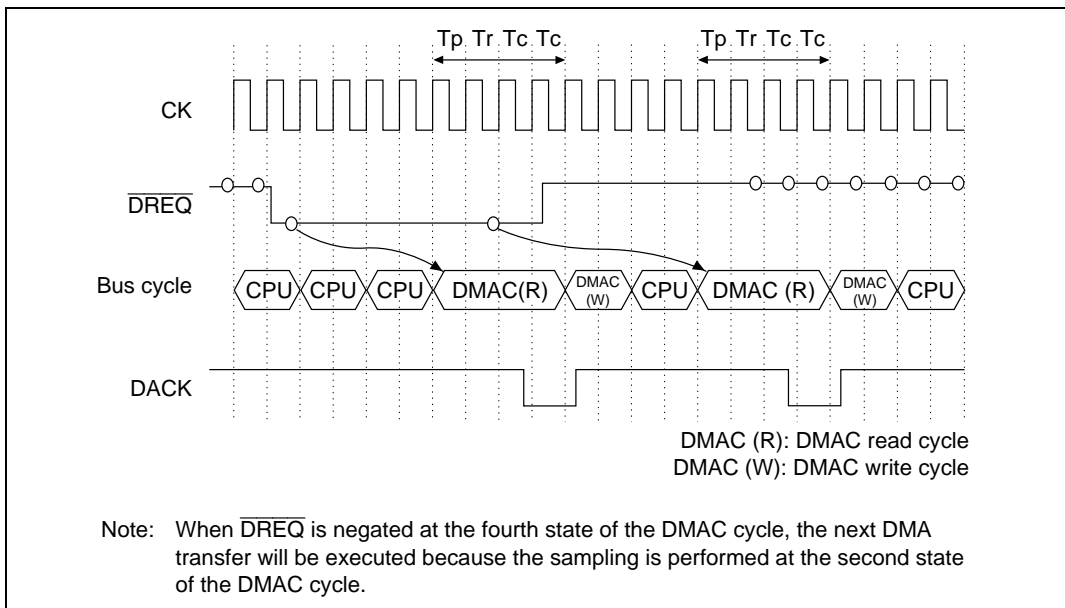 Tp Tr Tc Tc Tp Tr Tc Tc
CK
DREQ
Bus cycle CPU CPU CPU DMAC(R) DMAC (W) CPU DMAC (R) DMAC (W) CPU
DACK
DMAC (R): DMAC read cycle
DMAC (W): DMAC write cycle
Note: When DREQ is negated at the fourth state of the DMAC cycle, the next DMA
transfer will be executed because the sampling is performed at the second state
of the DMAC cycle.